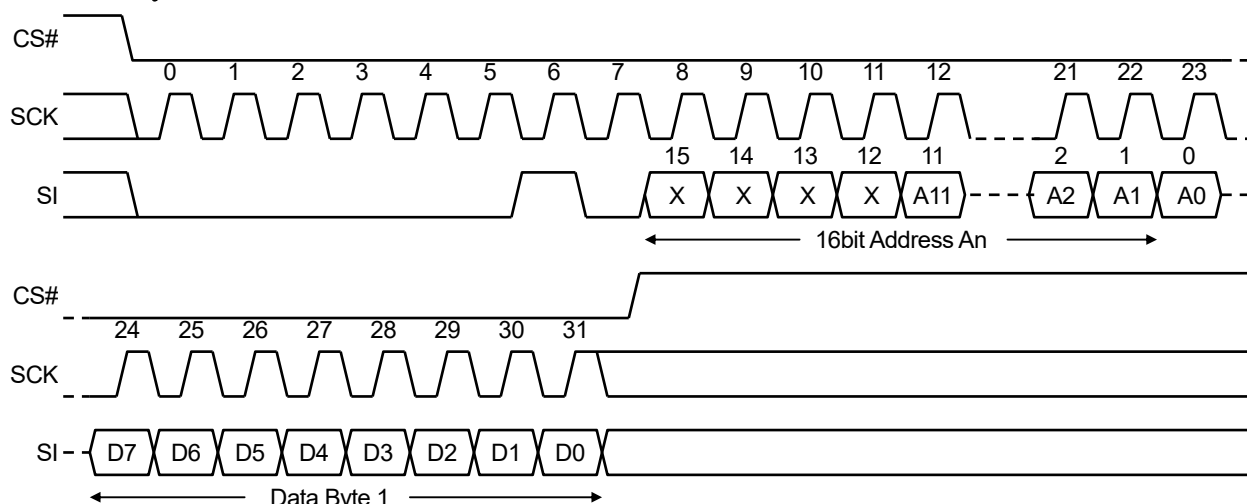 CS#
0 1 2 3 4 5 6 7 8 9 10 11 12 21 22 23
SCK
15 14 13 12 11 2 1 0
SI X X X X A11 A2 A1 A0
16bit Address An
CS#
24 25 26 27 28 29 30 31
SCK
SI D7 D6 D5 D4 D3 D2 D1 D0
Data Byte 1